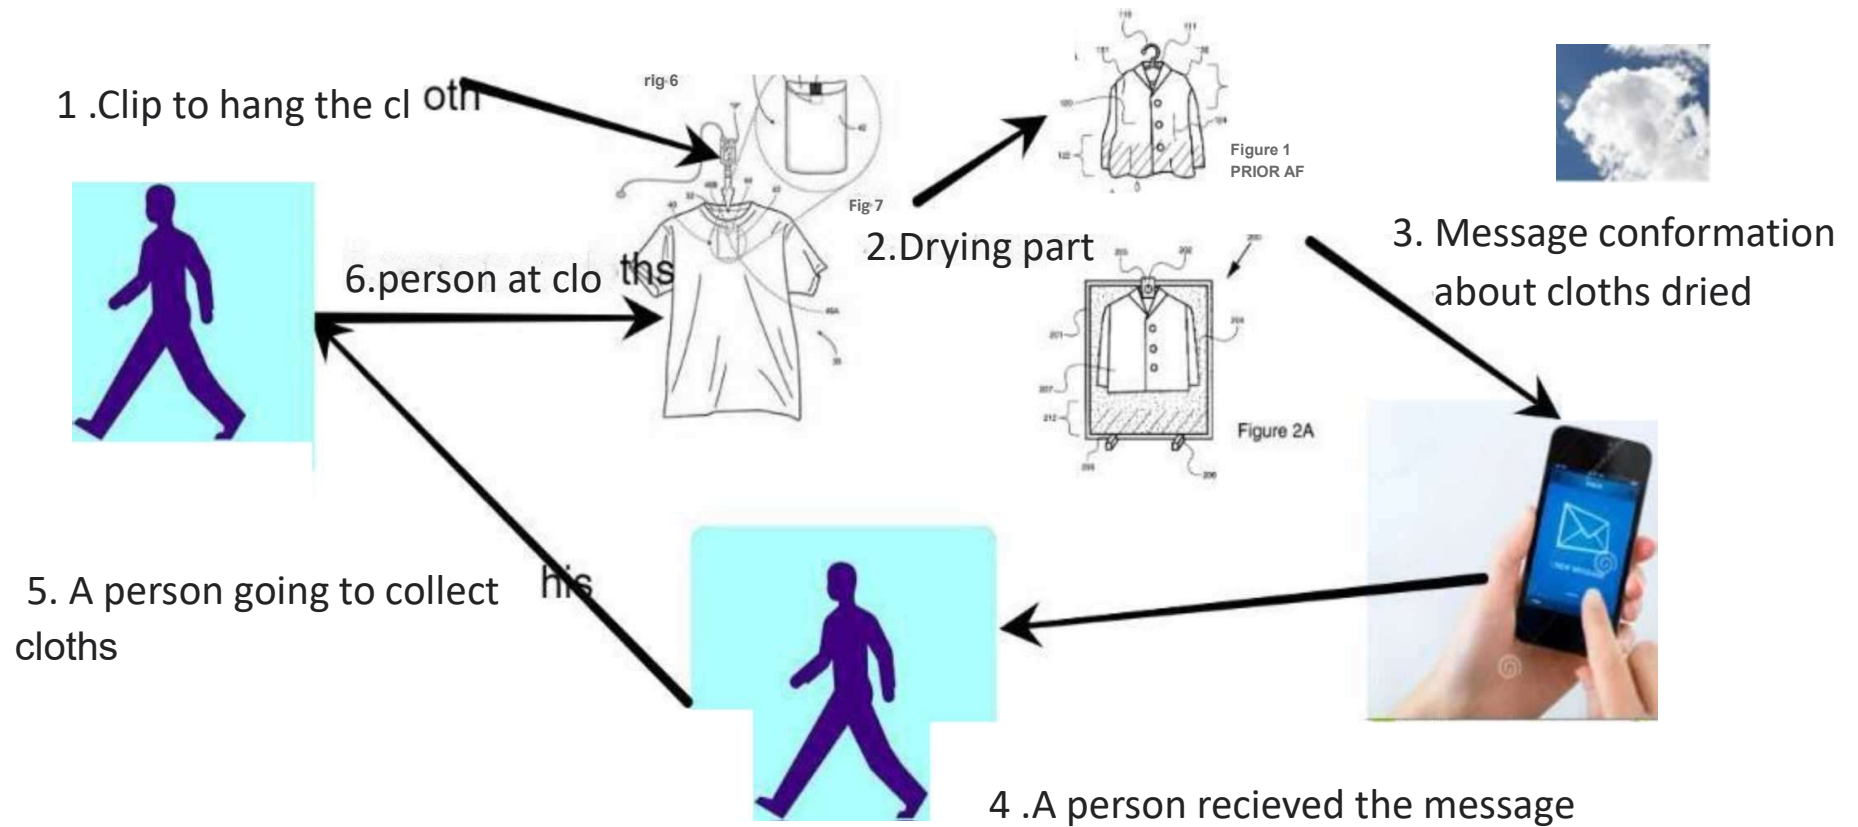 1 .Clip to hang the cl oth
rig 6
Fig 7
Figure 1
PRIOR AF
2.Drying part
3. Message conformation
about cloths dried
6.person at clo ths
Figure 2A
5. A person going to collect his
cloths
NEW MESSAGE
4 .A person recieved the message